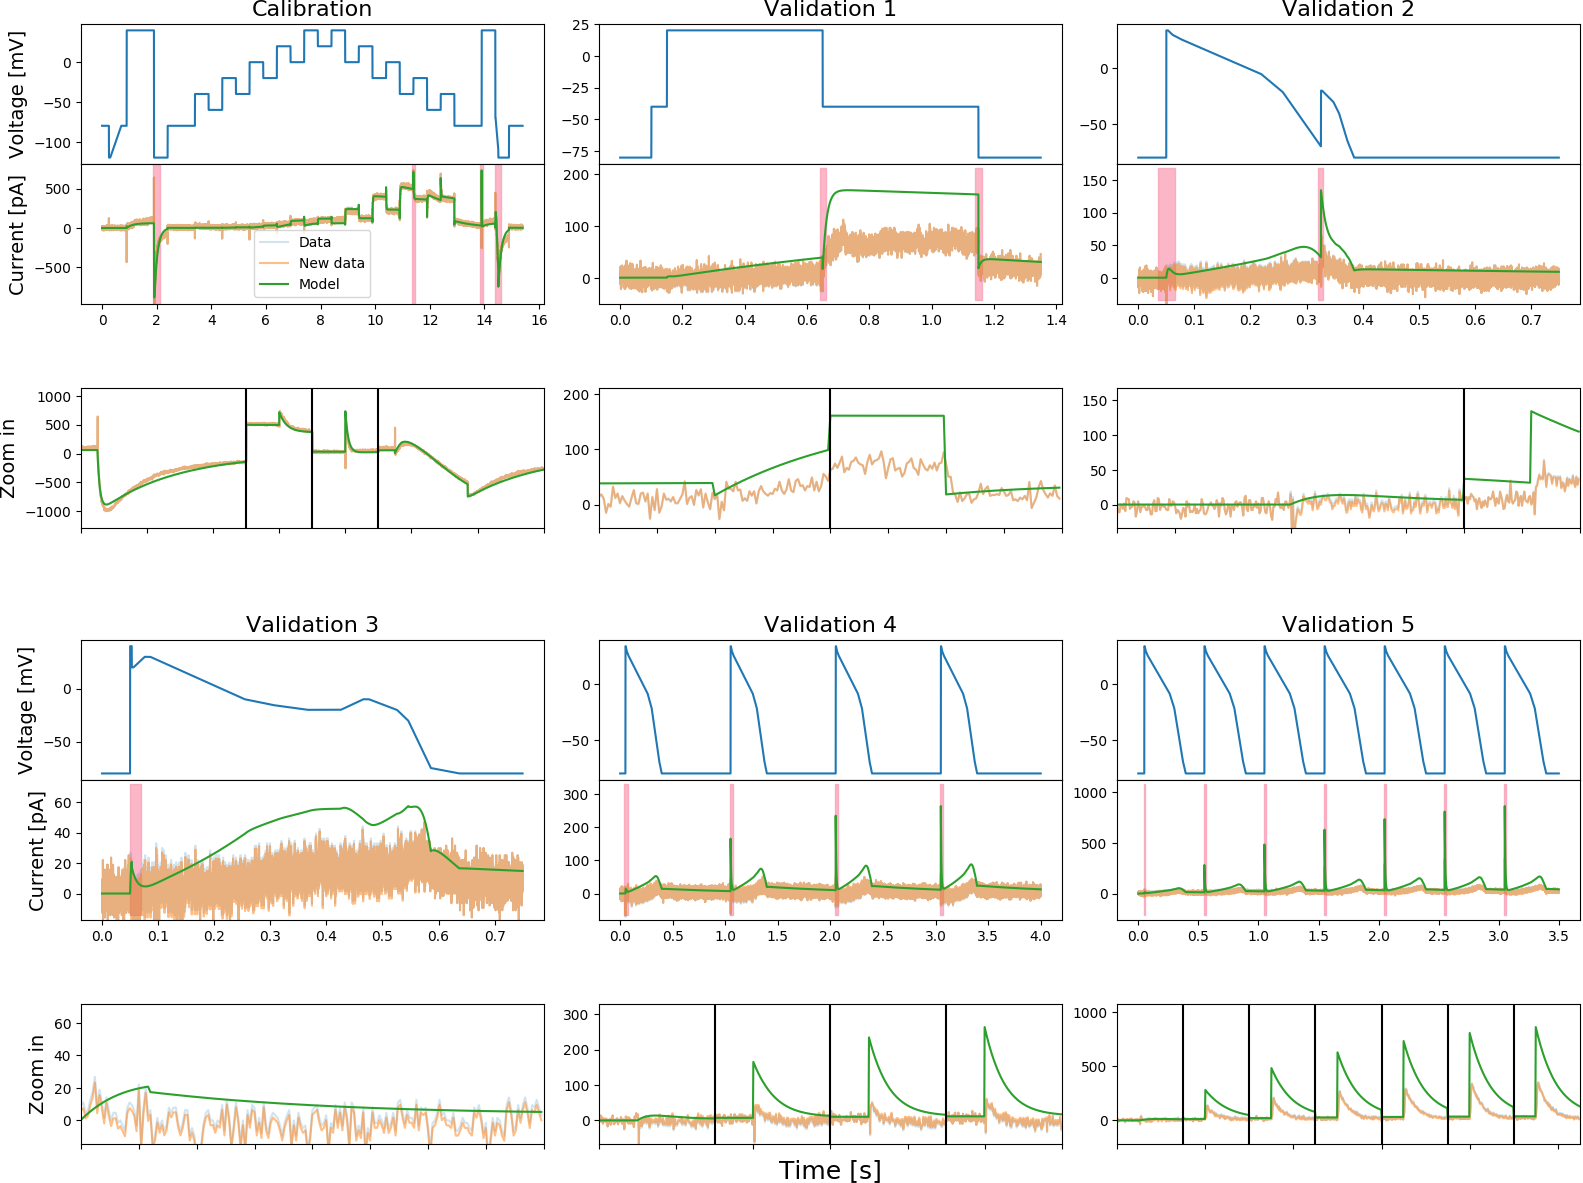 Calibration
Validation 1
Validation 2
Voltage [mV]
0
−50
−100
25
0
−25
−50
−75
0
−50
Current [pA]
500
0
−500
Data
New data
Model
200
100
0
150
100
50
0
0 2 4 6 8 10 12 14 16
0.0 0.2 0.4 0.6 0.8 1.0 1.2 1.4
0.0 0.1 0.2 0.3 0.4 0.5 0.6 0.7
Zoom in
1000
500
0
−500
−1000
200
100
0
150
100
50
0
Validation 3
Validation 4
Validation 5
Voltage [mV]
0
−50
0
−50
0
−50
Current [pA]
60
40
20
0
300
200
100
0
1000
500
0
0.0 0.1 0.2 0.3 0.4 0.5 0.6 0.7
0.0 0.5 1.0 1.5 2.0 2.5 3.0 3.5 4.0
0.0 0.5 1.0 1.5 2.0 2.5 3.0 3.5
Zoom in
60
40
20
0
300
200
100
0
1000
500
0
Time [s]